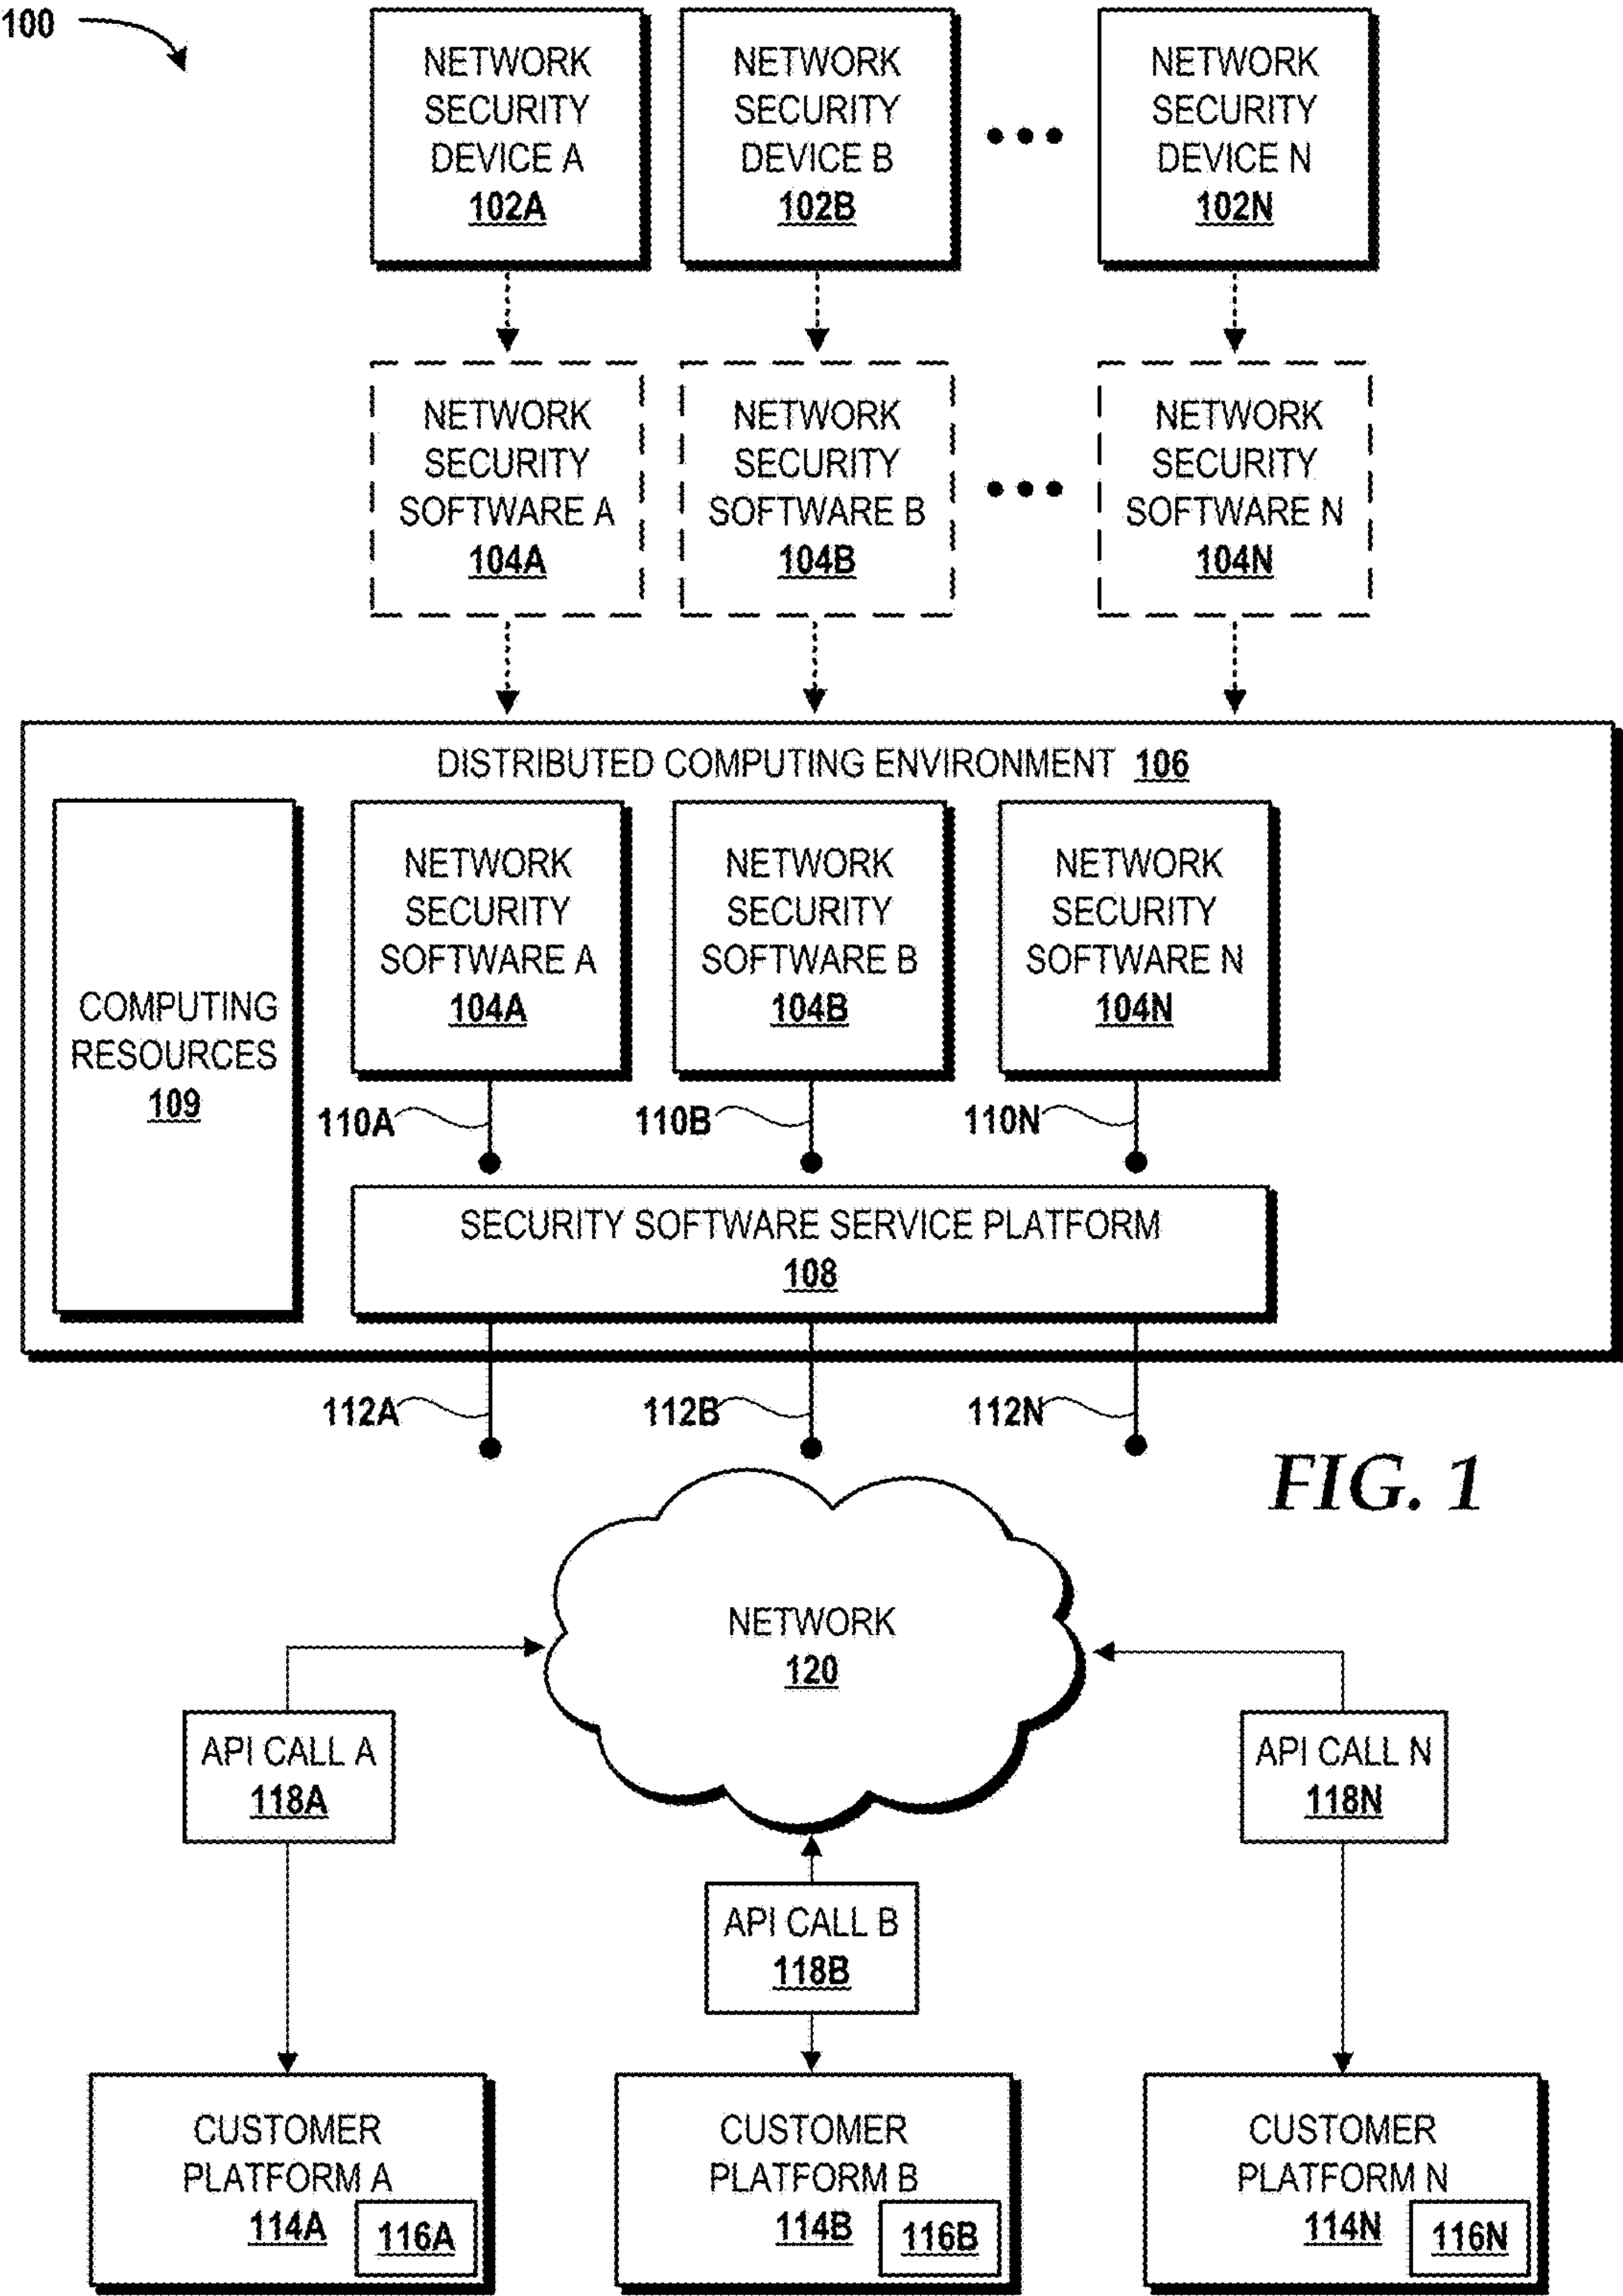 100
NETWORK
SECURITY
DEVICE A
102A
NETWORK
SECURITY
DEVICE B
102B
NETWORK
SECURITY
DEVICE N
102N
NETWORK
SECURITY
SOFTWARE A
104A
NETWORK
SECURITY
SOFTWARE B
104B
NETWORK
SECURITY
SOFTWARE N
104N
DISTRIBUTED COMPUTING ENVIRONMENT 106
COMPUTING
RESOURCES
109
NETWORK
SECURITY
SOFTWARE A
104A
NETWORK
SECURITY
SOFTWARE B
104B
NETWORK
SECURITY
SOFTWARE N
104N
110A
110B
110N
SECURITY SOFTWARE SERVICE PLATFORM
108
112A
112B
112N
FIG. 1
NETWORK
120
API CALL A
118A
API CALL B
118B
API CALL N
118N
CUSTOMER
PLATFORM A
114A
116A
CUSTOMER
PLATFORM B
114B
116B
CUSTOMER
PLATFORM N
114N
116N